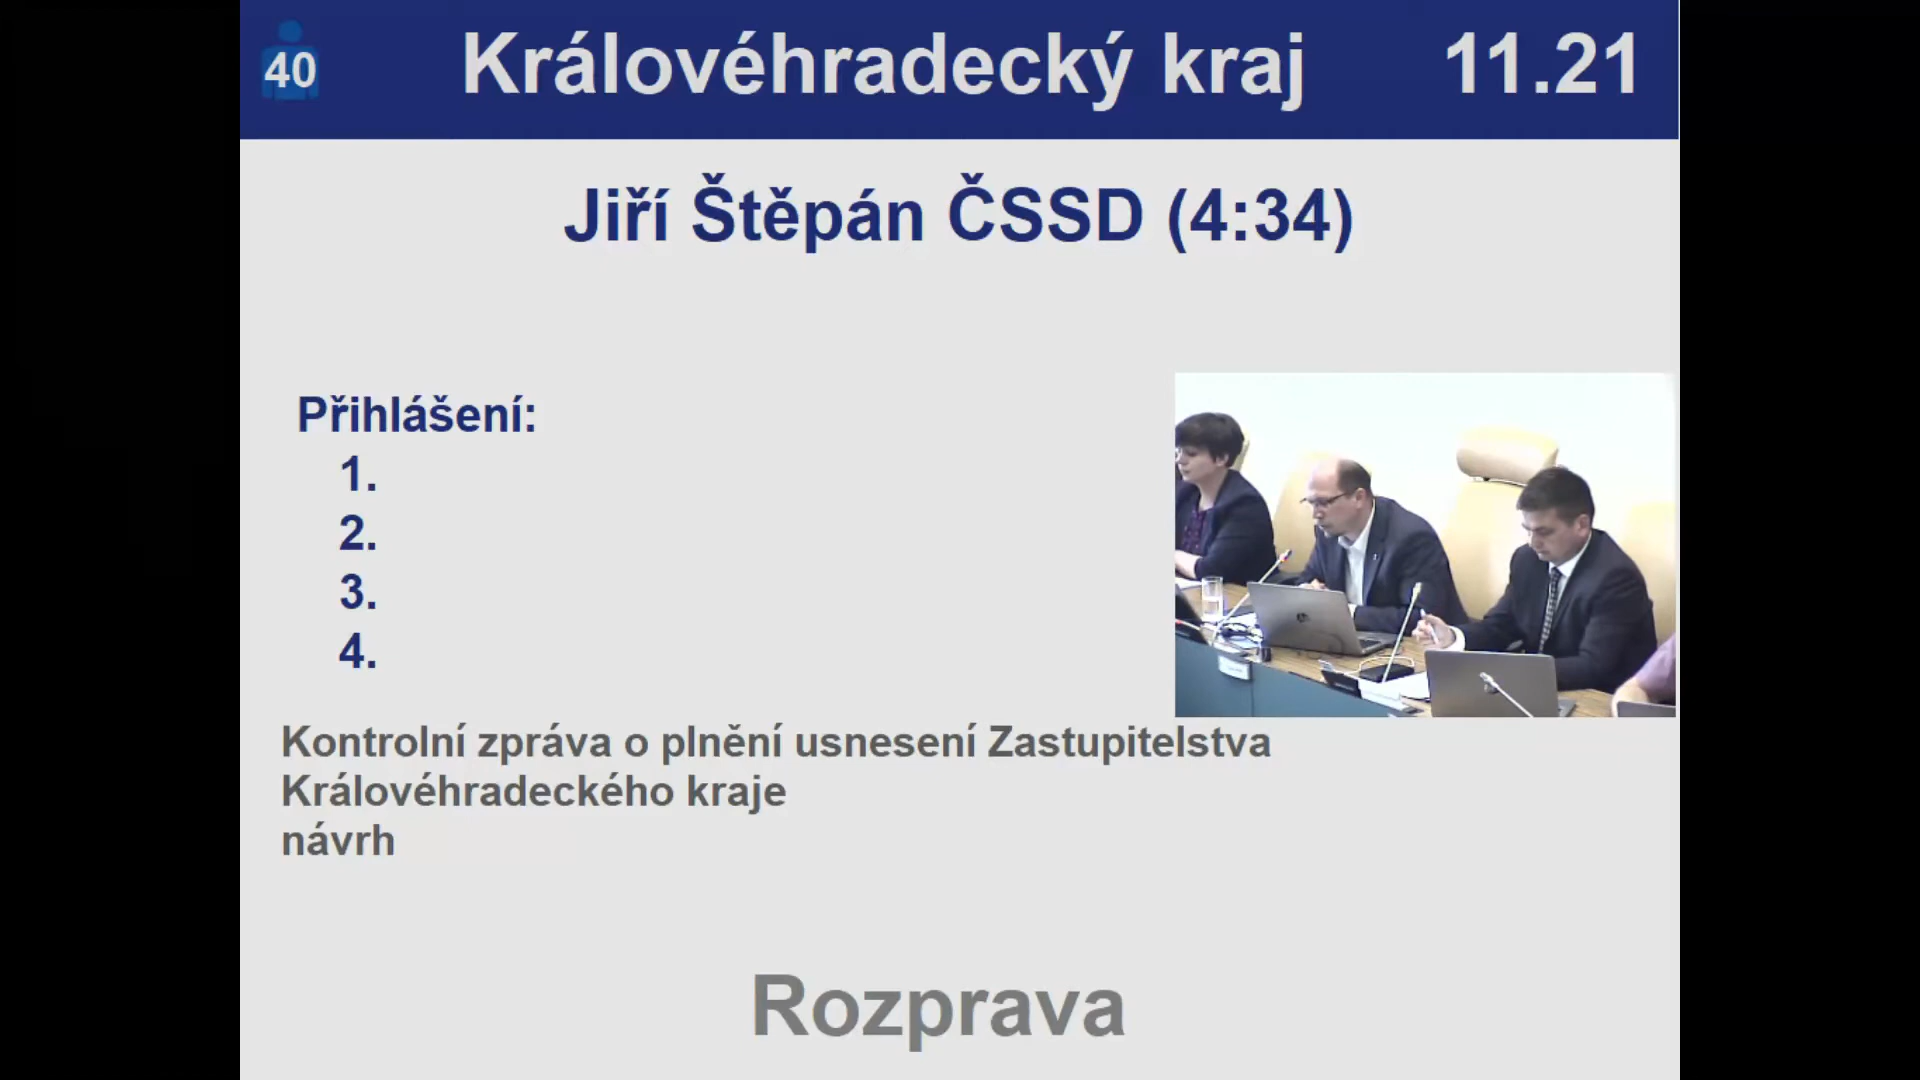 40
Královéhradecký kraj 11.21
Jiří Štěpán ČSSD (4:34)
Přihlášení:
1.
2.
3.
4.
Kontrolní zpráva o plnění usnesení Zastupitelstva
Královéhradeckého kraje
návrh
Rozprava